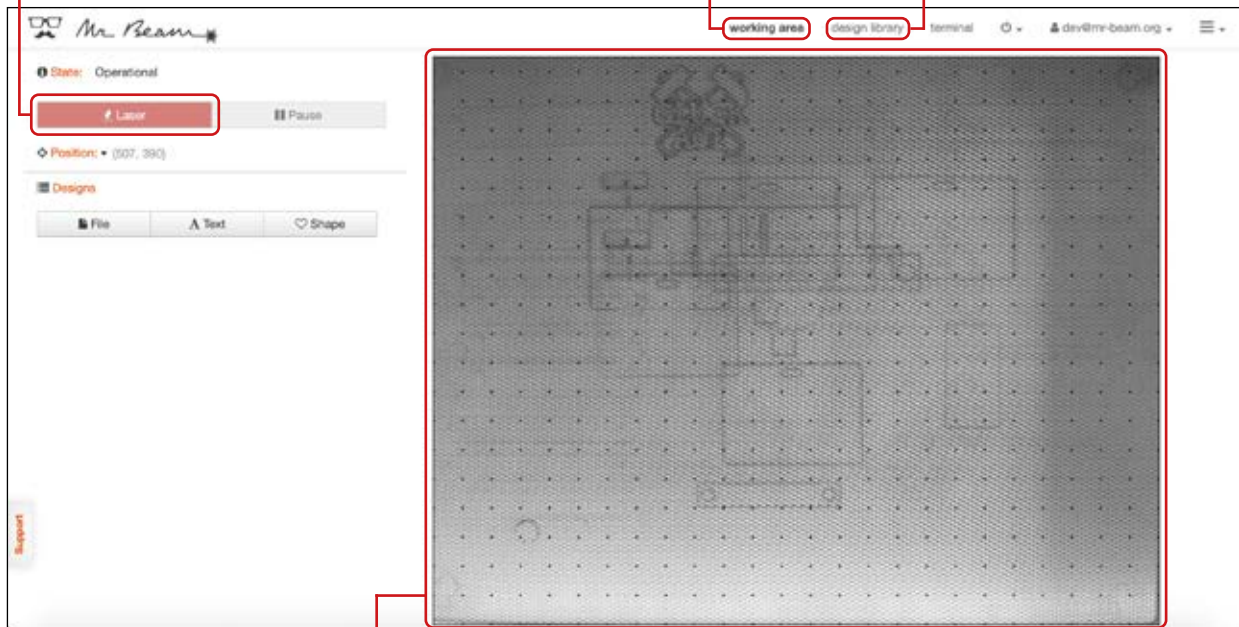 Mr Beam
working area design library terminal dev@mr-beam.org
State: Operational
Laser Pause
Position: (507, 390)
Designs
File Text Shape
Support